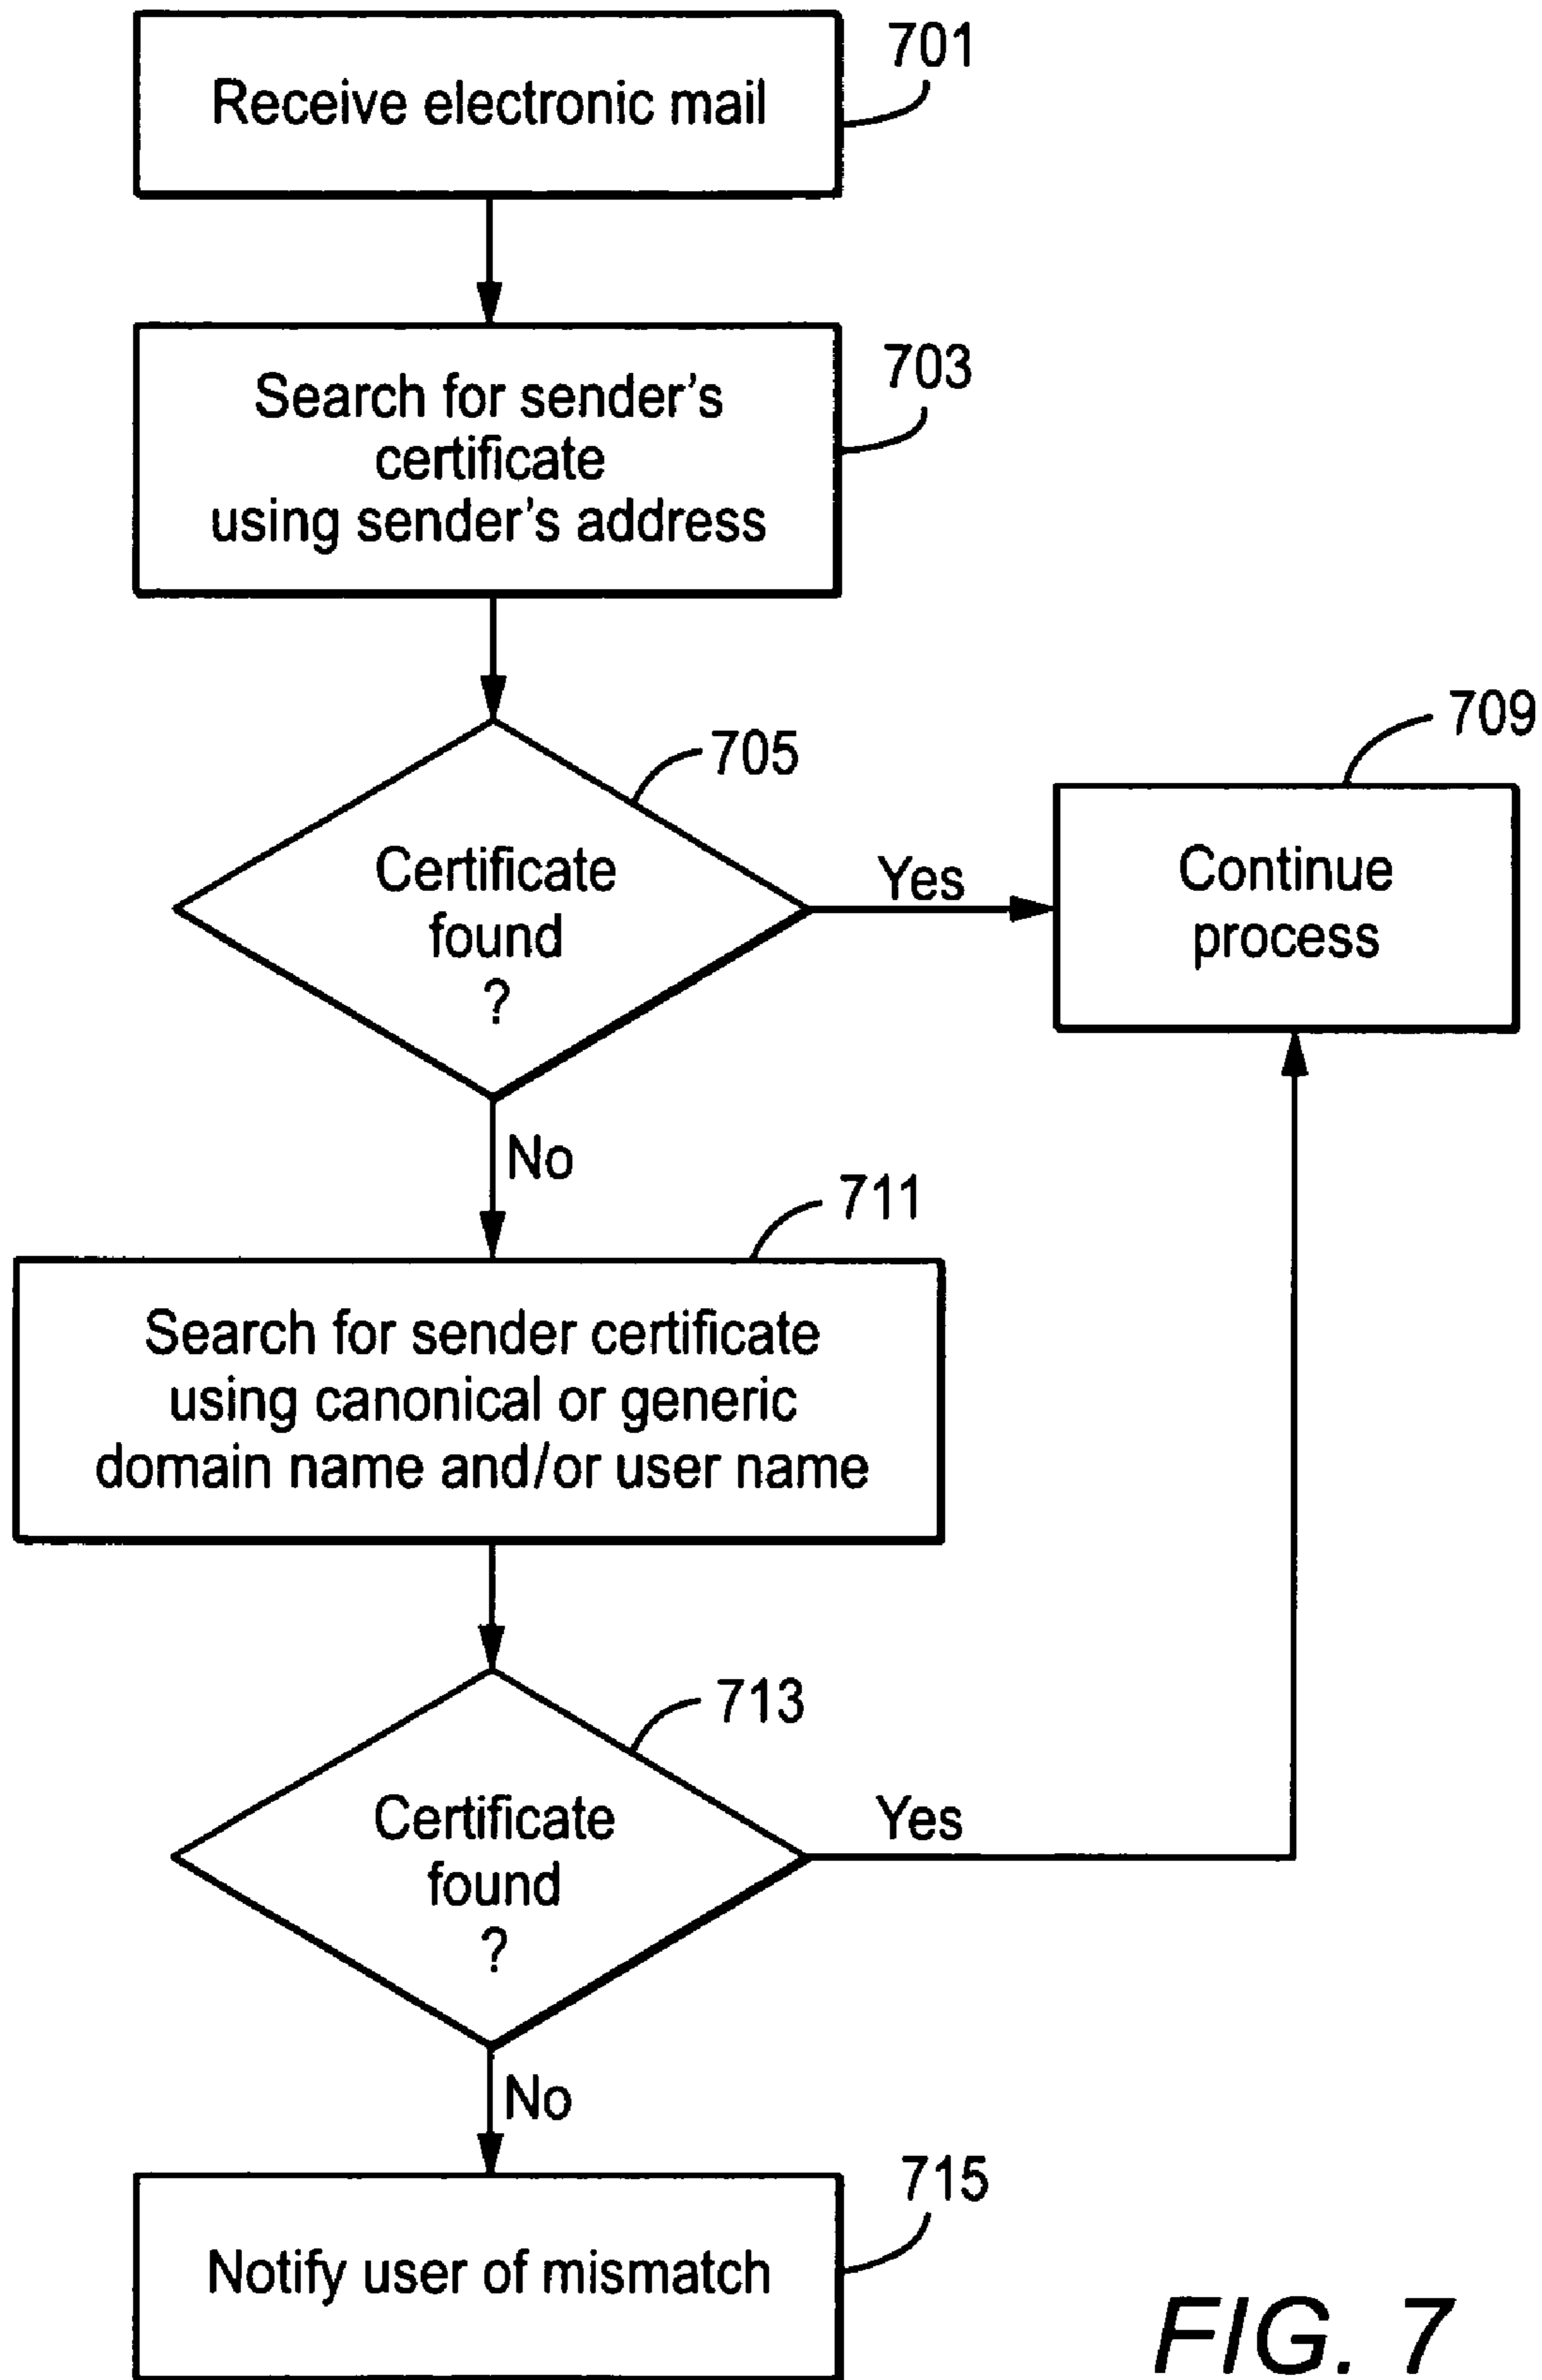 701
Receive electronic mail
703
Search for sender's
certificate
using sender's address
705
709
Certificate
found
?
Yes
Continue
process
No
711
Search for sender certificate
using canonical or generic
domain name and/or user name
713
Certificate
found
?
Yes
No
715
Notify user of mismatch
FIG. 7